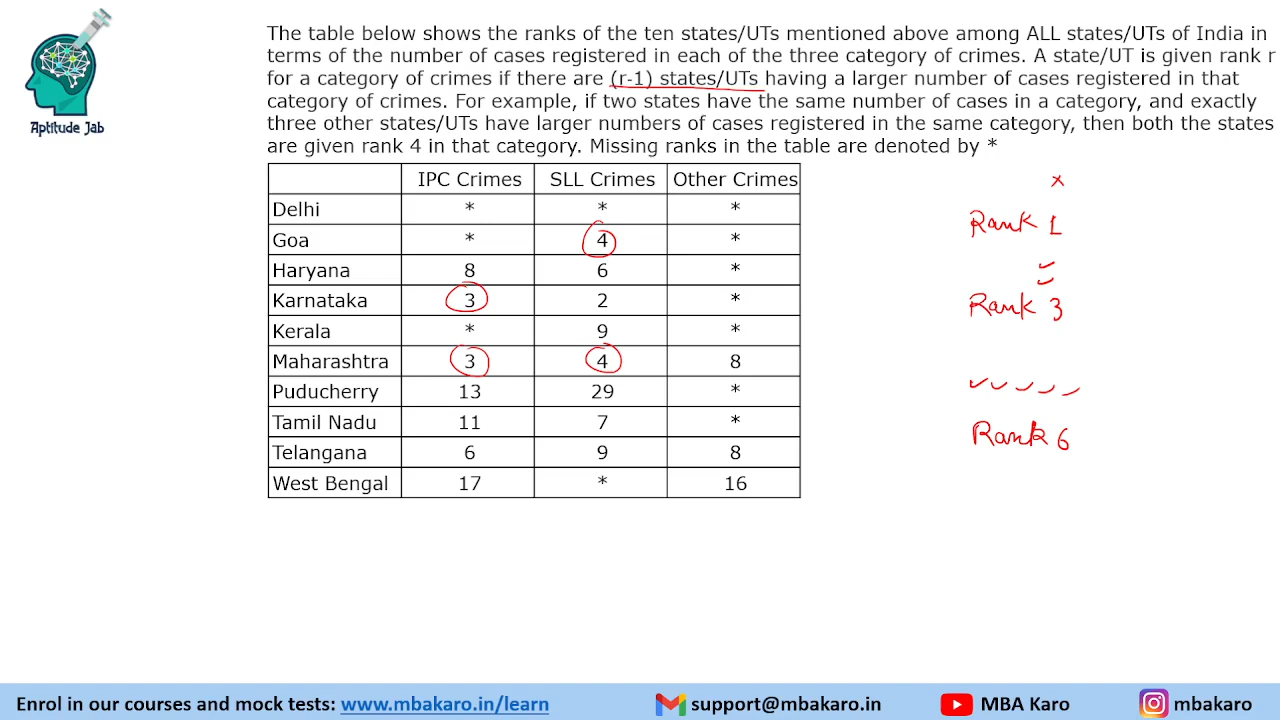 The table below shows the ranks of the ten states/UTs mentioned above among ALL states/UTs of India in
terms of the number of cases registered in each of the three category of crimes. A state/UT is given rank r
for a category of crimes if there are (r-1) states/UTs having a larger number of cases registered in that
category of crimes. For example, if two states have the same number of cases in a category, and exactly
three other states/UTs have larger numbers of cases registered in the same category, then both the states
are given rank 4 in that category. Missing ranks in the table are denoted by *
Aptitude Jab
IPC Crimes SLL Crimes Other Crimes
Delhi * * *
Goa * 4 *
Haryana 8 6 *
Karnataka 3 2 *
Kerala * 9 *
Maharashtra 3 4 8
Puducherry 13 29 *
Tamil Nadu 11 7 *
Telangana 6 9 8
West Bengal 17 * 16
Rank 1
Rank 3
Rank 6
Enrol in our courses and mock tests: www.mbakaro.in/learn support@mbakaro.in MBA Karo mbakaro